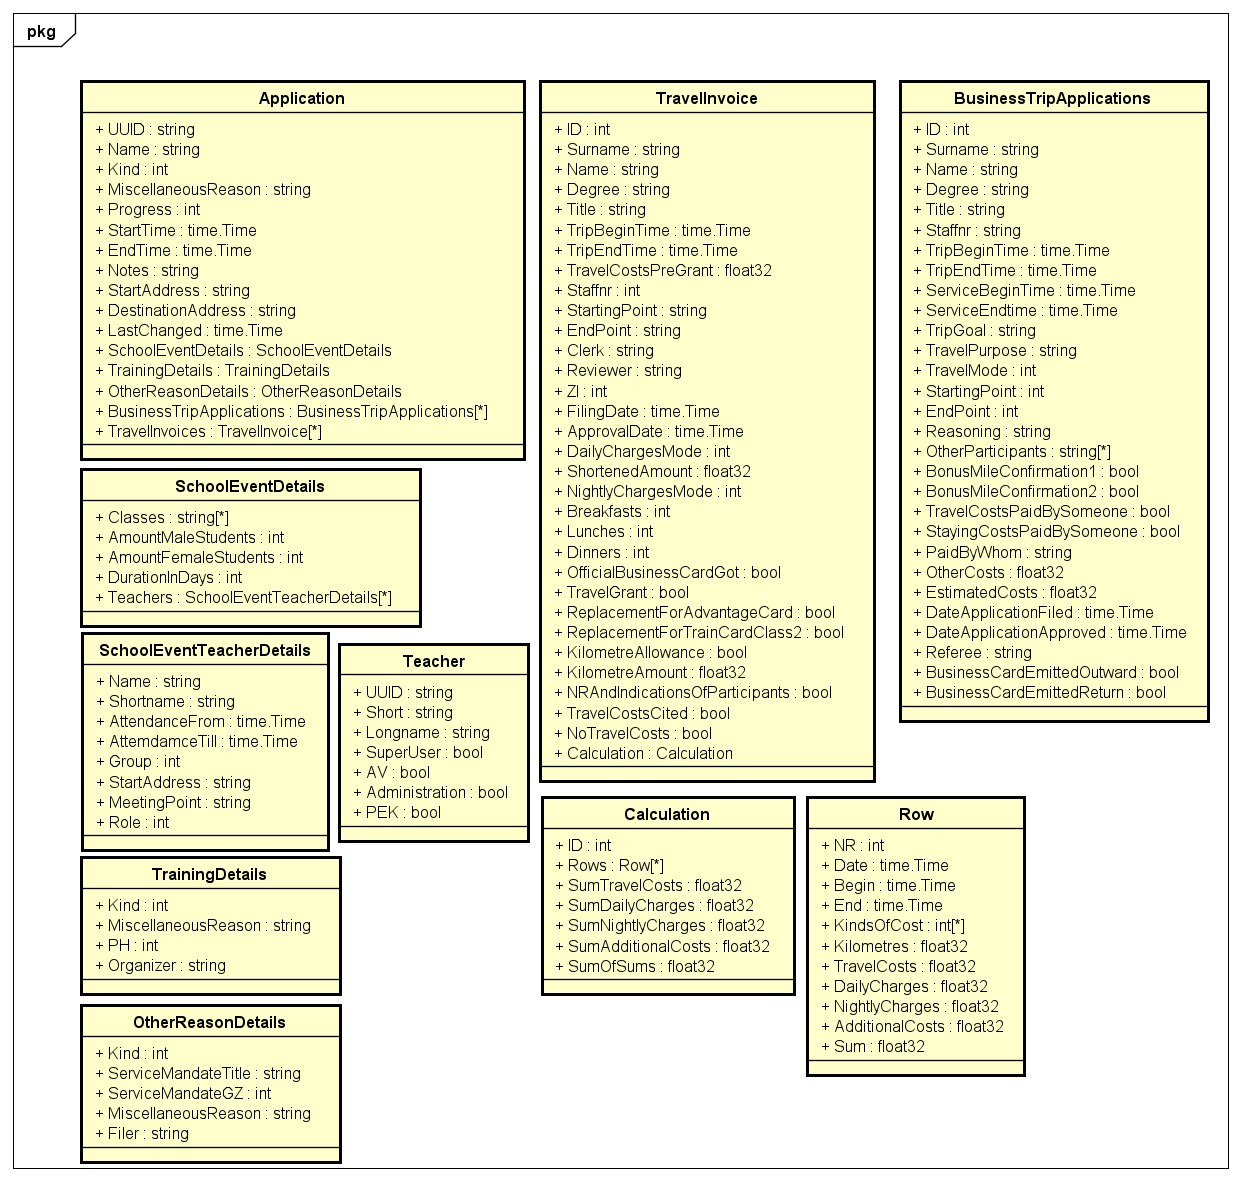 pkg
Application
+ UUID : string
+ Name : string
+ Kind : int
+ MiscellaneousReason : string
+ Progress : int
+ StartTime : time.Time
+ EndTime : time.Time
+ Notes : string
+ StartAddress : string
+ DestinationAddress : string
+ LastChanged : time.Time
+ SchoolEventDetails : SchoolEventDetails
+ TrainingDetails : TrainingDetails
+ OtherReasonDetails : OtherReasonDetails
+ BusinessTripApplications : BusinessTripApplications[*]
+ TravelInvoices : TravelInvoice[*]
SchoolEventDetails
+ Classes : string[*]
+ AmountMaleStudents : int
+ AmountFemaleStudents : int
+ DurationInDays : int
+ Teachers : SchoolEventTeacherDetails[*]
SchoolEventTeacherDetails
+ Name : string
+ Shortname : string
+ AttendanceFrom : time.Time
+ AttemdamceTill : time.Time
+ Group : int
+ StartAddress : string
+ MeetingPoint : string
+ Role : int
Teacher
+ UUID : string
+ Short : string
+ Longname : string
+ SuperUser : bool
+ AV : bool
+ Administration : bool
+ PEK : bool
TrainingDetails
+ Kind : int
+ MiscellaneousReason : string
+ PH : int
+ Organizer : string
OtherReasonDetails
+ Kind : int
+ ServiceMandateTitle : string
+ ServiceMandateGZ : int
+ MiscellaneousReason : string
+ Filer : string
TravelInvoice
+ ID : int
+ Surname : string
+ Name : string
+ Degree : string
+ Title : string
+ TripBeginTime : time.Time
+ TripEndTime : time.Time
+ TravelCostsPreGrant : float32
+ Staffnr : int
+ StartingPoint : string
+ EndPoint : string
+ Clerk : string
+ Reviewer : string
+ ZI : int
+ FilingDate : time.Time
+ ApprovalDate : time.Time
+ DailyChargesMode : int
+ ShortenedAmount : float32
+ NightlyChargesMode : int
+ Breakfasts : int
+ Lunches : int
+ Dinners : int
+ OfficialBusinessCardGot : bool
+ TravelGrant : bool
+ ReplacementForAdvantageCard : bool
+ ReplacementForTrainCardClass2 : bool
+ KilometreAllowance : bool
+ KilometreAmount : float32
+ NRAndIndicationsOfParticipants : bool
+ TravelCostsCited : bool
+ NoTravelCosts : bool
+ Calculation : Calculation
Calculation
+ ID : int
+ Rows : Row[*]
+ SumTravelCosts : float32
+ SumDailyCharges : float32
+ SumNightlyCharges : float32
+ SumAdditionalCosts : float32
+ SumOfSums : float32
Row
+ NR : int
+ Date : time.Time
+ Begin : time.Time
+ End : time.Time
+ KindsOfCost : int[*]
+ Kilometres : float32
+ TravelCosts : float32
+ DailyCharges : float32
+ NightlyCharges : float32
+ AdditionalCosts : float32
+ Sum : float32
BusinessTripApplications
+ ID : int
+ Surname : string
+ Name : string
+ Degree : string
+ Title : string
+ Staffnr : string
+ TripBeginTime : time.Time
+ TripEndTime : time.Time
+ ServiceBeginTime : time.Time
+ ServiceEndtime : time.Time
+ TripGoal : string
+ TravelPurpose : string
+ TravelMode : int
+ StartingPoint : int
+ EndPoint : int
+ Reasoning : string
+ OtherParticipants : string[*]
+ BonusMileConfirmation1 : bool
+ BonusMileConfirmation2 : bool
+ TravelCostsPaidBySomeone : bool
+ StayingCostsPaidBySomeone : bool
+ PaidByWhom : string
+ OtherCosts : float32
+ EstimatedCosts : float32
+ DateApplicationFiled : time.Time
+ DateApplicationApproved : time.Time
+ Referee : string
+ BusinessCardEmittedOutward : bool
+ BusinessCardEmittedReturn : bool